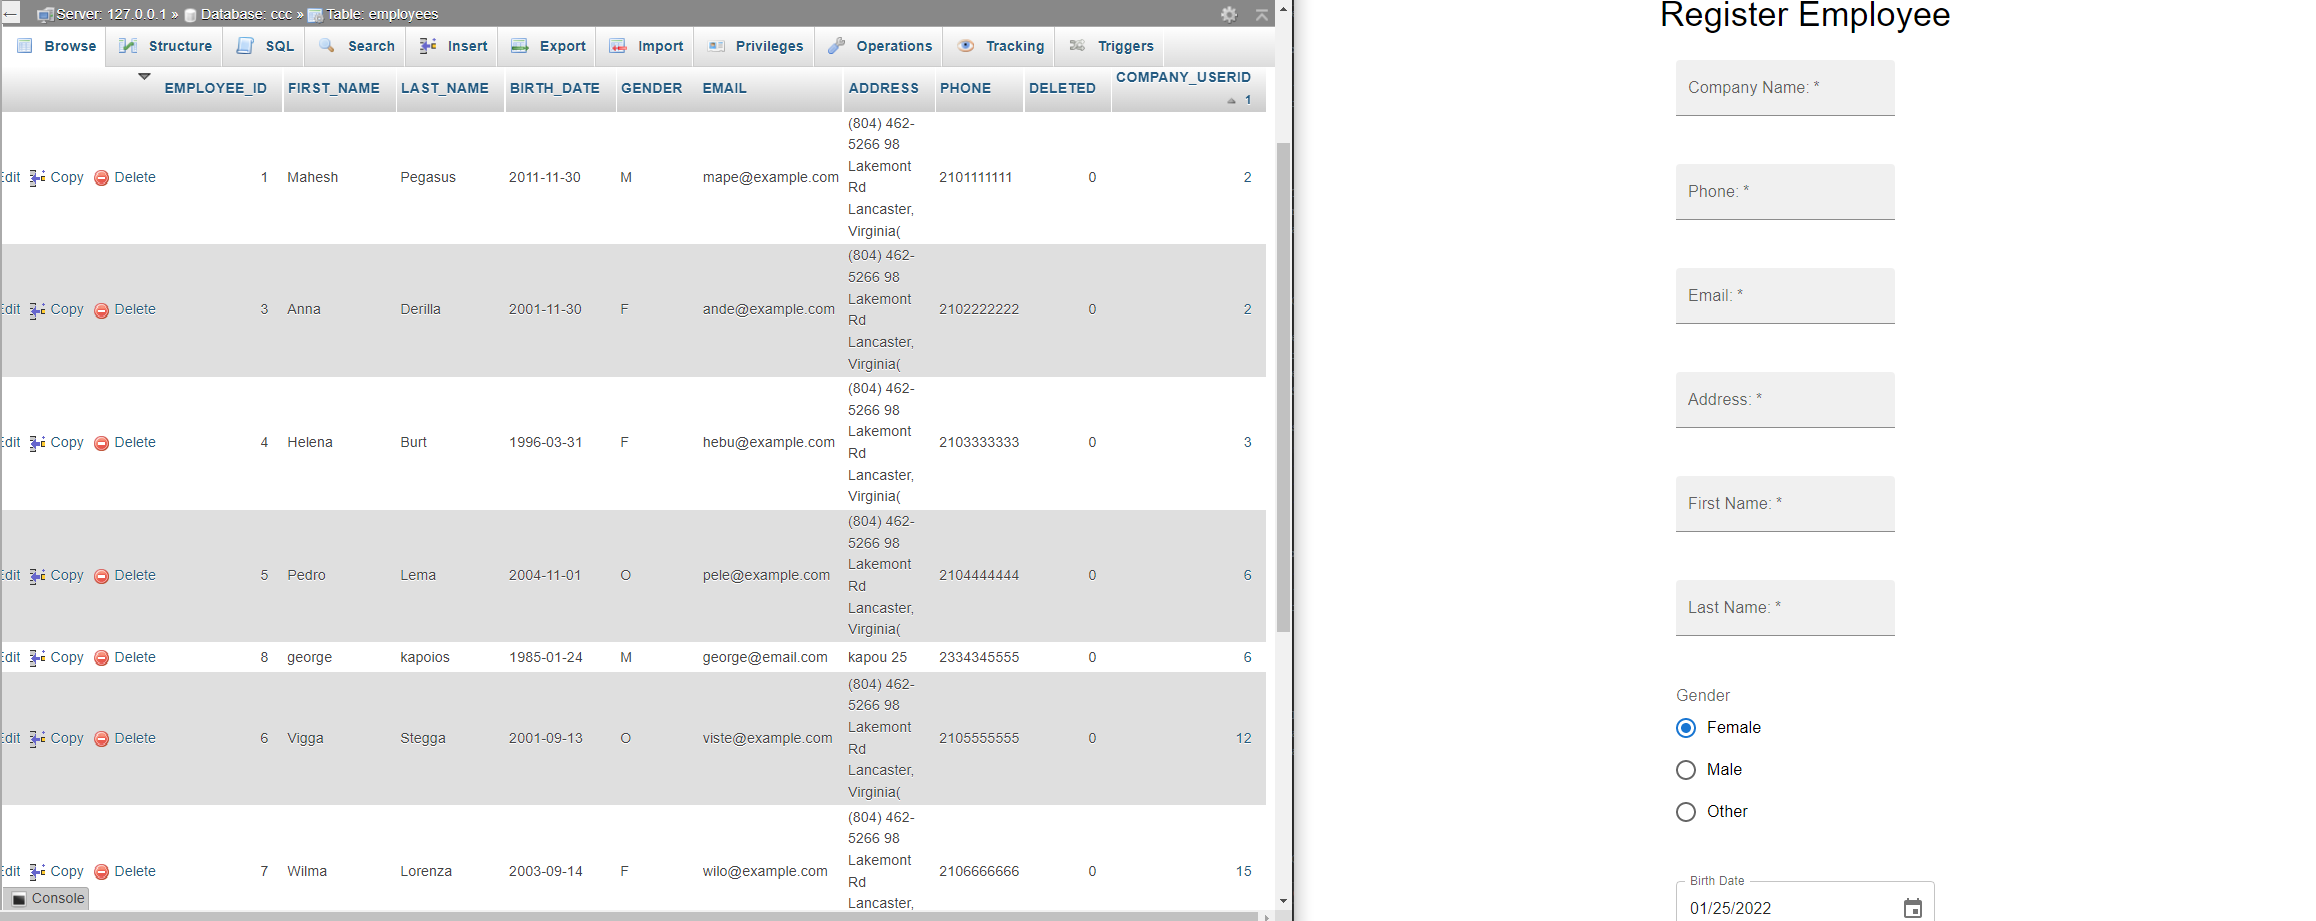 Server: 127.0.0.1 » Database: ccc » Table: employees
Browse Structure SQL Search Insert Export Import Privileges Operations Tracking Triggers
EMPLOYEE_ID FIRST_NAME LAST_NAME BIRTH_DATE GENDER EMAIL ADDRESS PHONE DELETED COMPANY_USERID 1
Edit Copy Delete 1 Mahesh Pegasus 2011-11-30 M mape@example.com (804) 462-
5266 98
Lakemont
Rd
Lancaster,
Virginia( 2101111111 0 2
Edit Copy Delete 3 Anna Derilla 2001-11-30 F ande@example.com (804) 462-
5266 98
Lakemont
Rd
Lancaster,
Virginia( 2102222222 0 2
Edit Copy Delete 4 Helena Burt 1996-03-31 F hebu@example.com (804) 462-
5266 98
Lakemont
Rd
Lancaster,
Virginia( 2103333333 0 3
Edit Copy Delete 5 Pedro Lema 2004-11-01 O pele@example.com (804) 462-
5266 98
Lakemont
Rd
Lancaster,
Virginia( 2104444444 0 6
Edit Copy Delete 8 george kapoios 1985-01-24 M george@email.com kapou 25 2334345555 0 6
Edit Copy Delete 6 Vigga Stegga 2001-09-13 O viste@example.com (804) 462-
5266 98
Lakemont
Rd
Lancaster,
Virginia( 2105555555 0 12
Edit Copy Delete 7 Wilma Lorenza 2003-09-14 F wilo@example.com (804) 462-
5266 98
Lakemont
Rd
Lancaster, 2106666666 0 15
Console
Register Employee
Company Name: *
Phone: *
Email: *
Address: *
First Name: *
Last Name: *
Gender
Female
Male
Other
Birth Date
01/25/2022